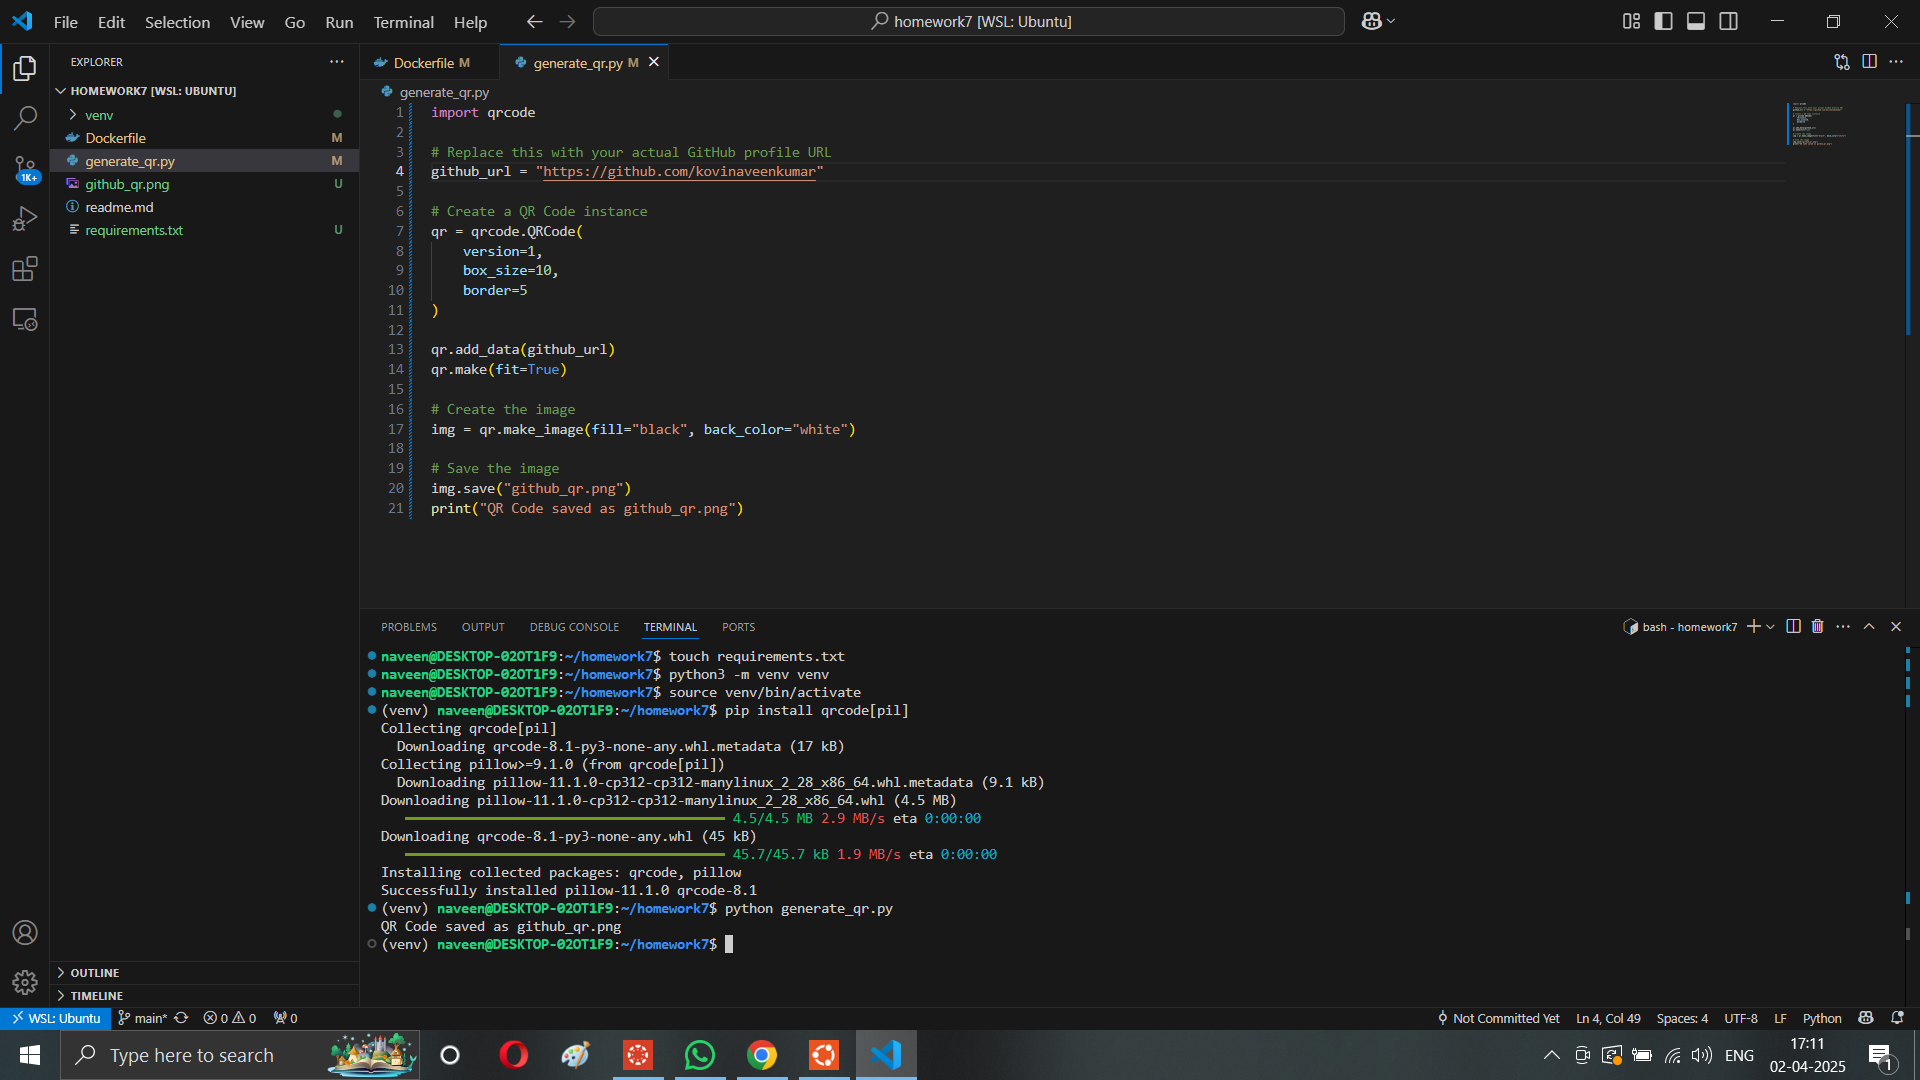 File Edit Selection View Go Run Terminal Help
homework7 [WSL: Ubuntu]
EXPLORER
HOMEWORK7 [WSL: UBUNTU]
venv
Dockerfile M
generate_qr.py M
github_qr.png U
readme.md
requirements.txt U
1K+
OUTLINE
TIMELINE
Dockerfile M
generate_qr.py M
generate_qr.py
1 import qrcode
2
3 # Replace this with your actual GitHub profile URL
4 github_url = "https://github.com/kovinaveenkumar"
5
6 # Create a QR Code instance
7 qr = qrcode.QRCode(
8 version=1,
9 box_size=10,
10 border=5
11 )
12
13 qr.add_data(github_url)
14 qr.make(fit=True)
15
16 # Create the image
17 img = qr.make_image(fill="black", back_color="white")
18
19 # Save the image
20 img.save("github_qr.png")
21 print("QR Code saved as github_qr.png")
PROBLEMS OUTPUT DEBUG CONSOLE TERMINAL PORTS
bash - homework7
naveen@DESKTOP-02OT1F9:~/homework7$ touch requirements.txt
naveen@DESKTOP-02OT1F9:~/homework7$ python3 -m venv venv
naveen@DESKTOP-02OT1F9:~/homework7$ source venv/bin/activate
(venv) naveen@DESKTOP-02OT1F9:~/homework7$ pip install qrcode[pil]
Collecting qrcode[pil]
Downloading qrcode-8.1-py3-none-any.whl.metadata (17 kB)
Collecting pillow>=9.1.0 (from qrcode[pil])
Downloading pillow-11.1.0-cp312-cp312-manylinux_2_28_x86_64.whl.metadata (9.1 kB)
Downloading pillow-11.1.0-cp312-cp312-manylinux_2_28_x86_64.whl (4.5 MB)
4.5/4.5 MB 2.9 MB/s eta 0:00:00
Downloading qrcode-8.1-py3-none-any.whl (45 kB)
45.7/45.7 kB 1.9 MB/s eta 0:00:00
Installing collected packages: qrcode, pillow
Successfully installed pillow-11.1.0 qrcode-8.1
(venv) naveen@DESKTOP-02OT1F9:~/homework7$ python generate_qr.py
QR Code saved as github_qr.png
(venv) naveen@DESKTOP-02OT1F9:~/homework7$
WSL: Ubuntu main* 0 0 0
Not Committed Yet Ln 4, Col 49 Spaces: 4 UTF-8 LF Python
Type here to search
ENG
17:11
02-04-2025
1